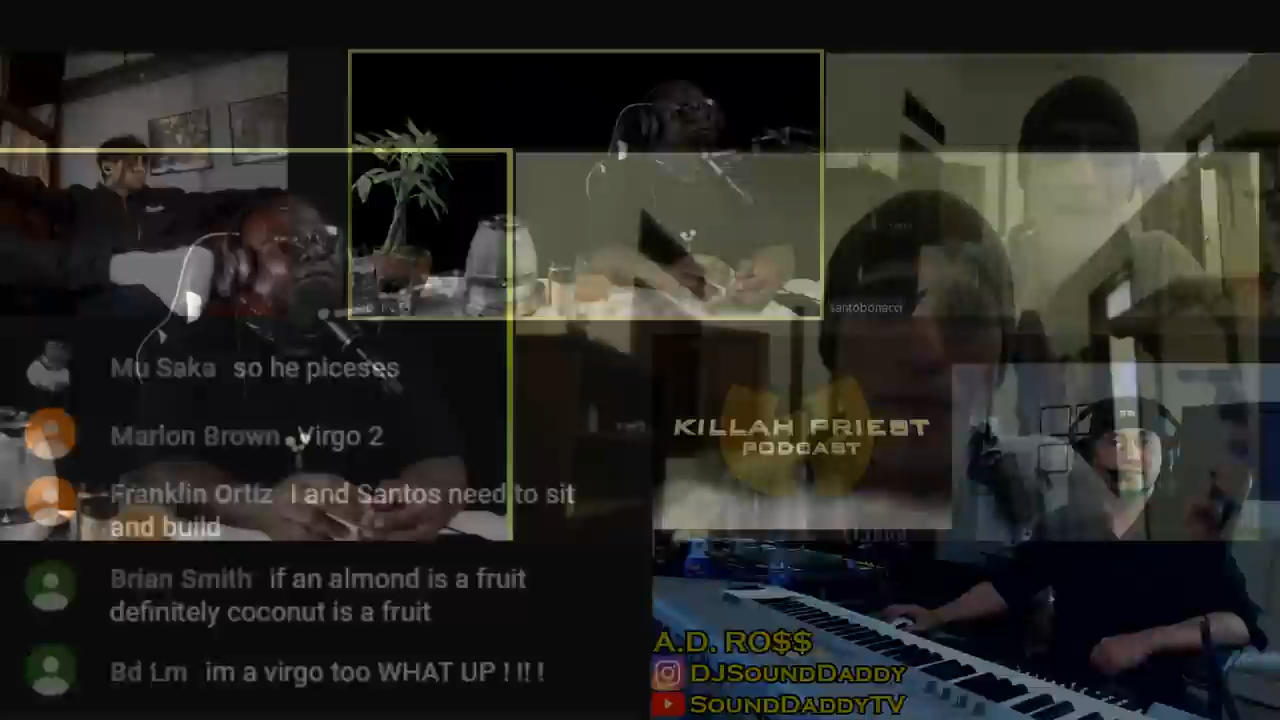 santobonacci
Mu Saka so he piceses
Marlon Brown Virgo 2
Franklin Ortiz I and Santos need to sit
and build
Brian Smith if an almond is a fruit
definitely coconut is a fruit
Bd Lm im a virgo too WHAT UP ! !! !
KILLAH PRIEST
PODCAST
A.D. RO$$
DJSOUNDDADDY
SOUNDDADDYTV